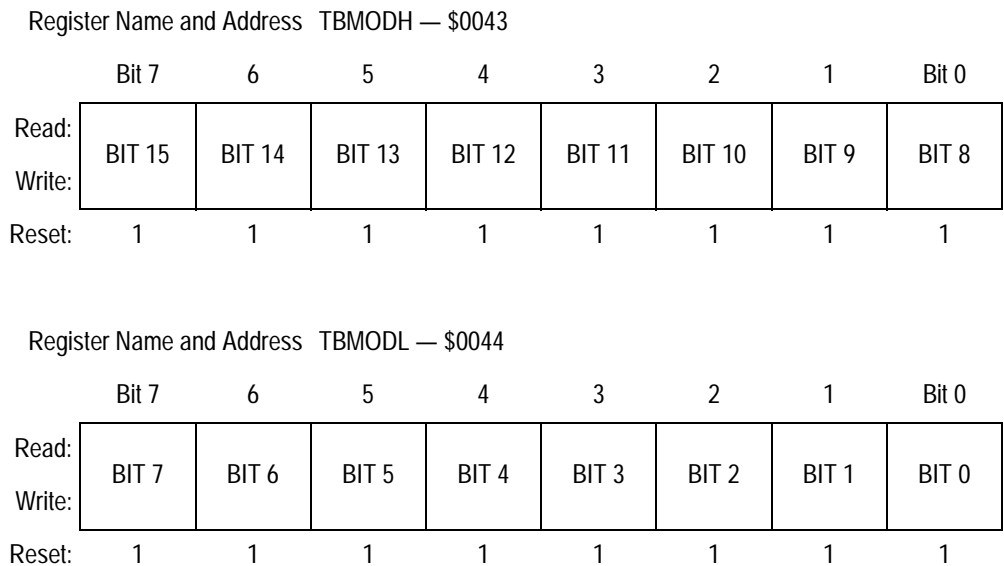 Register Name and Address TBMODH — $0043
Bit 7 6 5 4 3 2 1 Bit 0
Read:
BIT 15 BIT 14 BIT 13 BIT 12 BIT 11 BIT 10 BIT 9 BIT 8
Write:
Reset: 1 1 1 1 1 1 1 1
Register Name and Address TBMODL — $0044
Bit 7 6 5 4 3 2 1 Bit 0
Read:
BIT 7 BIT 6 BIT 5 BIT 4 BIT 3 BIT 2 BIT 1 BIT 0
Write:
Reset: 1 1 1 1 1 1 1 1